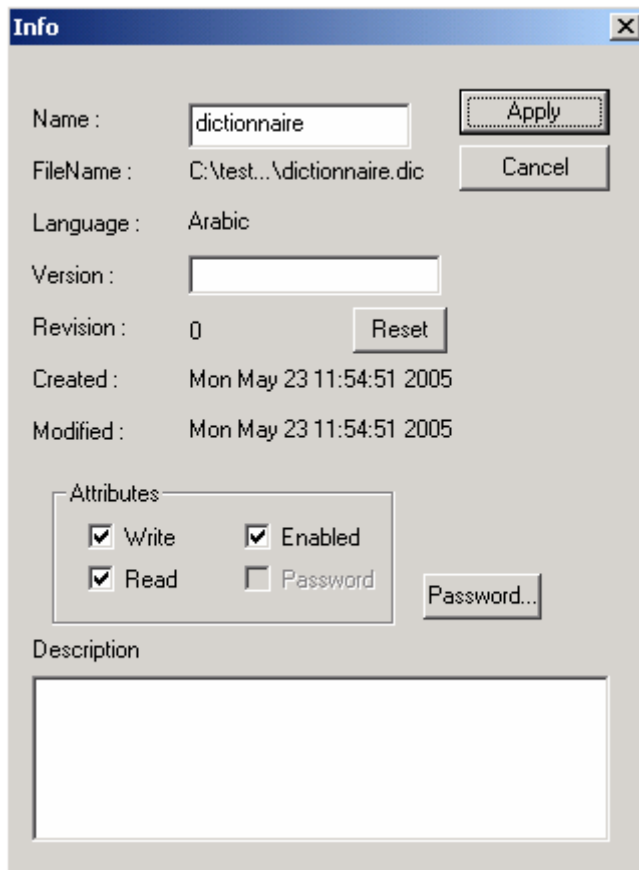 Info
Name : dictionnaire Apply
FileName : C:\test...\dictionnaire.dic Cancel
Language : Arabic
Version :
Revision : 0 Reset
Created : Mon May 23 11:54:51 2005
Modified : Mon May 23 11:54:51 2005
Attributes
Write Enabled
Read Password
Password...
Description